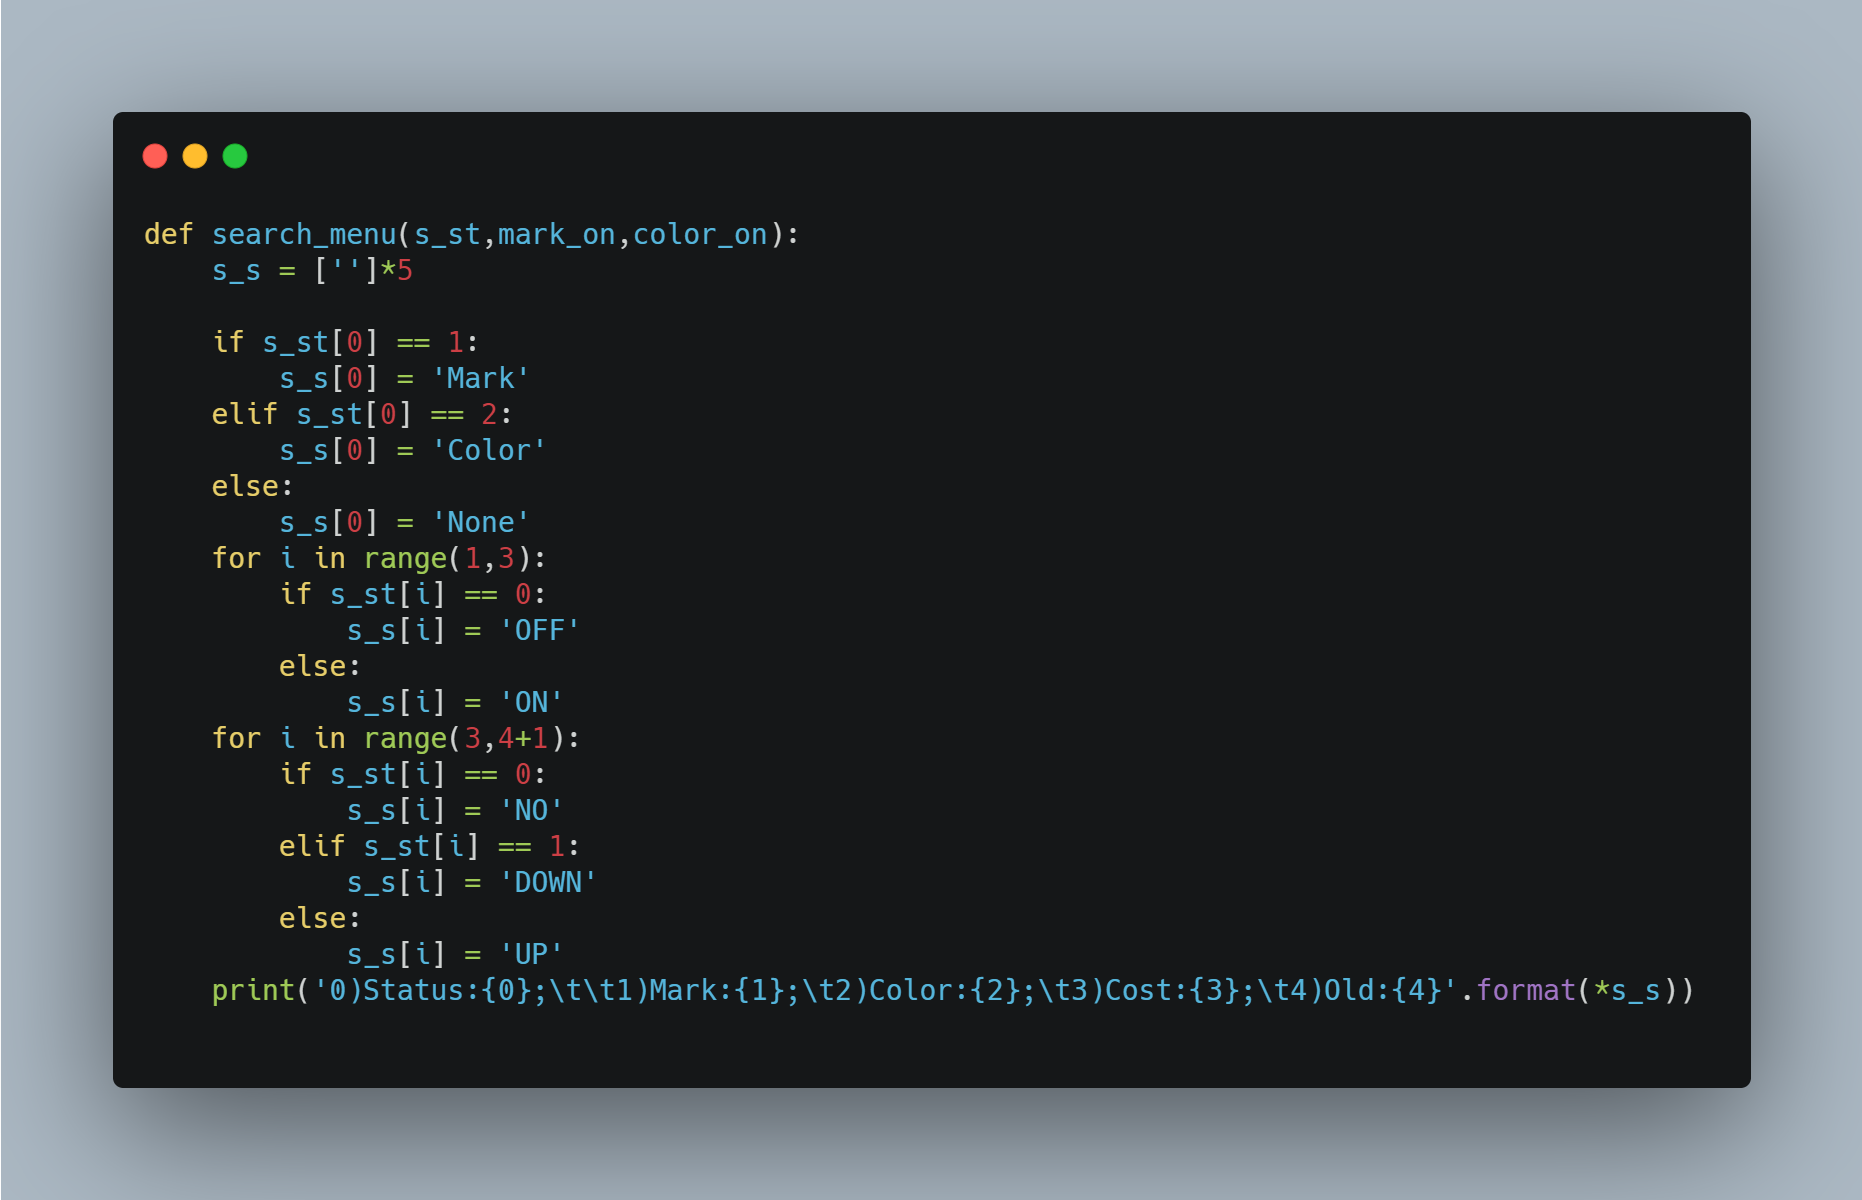 def search_menu(s_st,mark_on,color_on):
    s_s = ['']*5

    if s_st[0] == 1:
        s_s[0] = 'Mark'
    elif s_st[0] == 2:
        s_s[0] = 'Color'
    else:
        s_s[0] = 'None'
    for i in range(1,3):
        if s_st[i] == 0:
            s_s[i] = 'OFF'
        else:
            s_s[i] = 'ON'
    for i in range(3,4+1):
        if s_st[i] == 0:
            s_s[i] = 'NO'
        elif s_st[i] == 1:
            s_s[i] = 'DOWN'
        else:
            s_s[i] = 'UP'
    print('0)Status:{0};\t\t1)Mark:{1};\t2)Color:{2};\t3)Cost:{3};\t4)Old:{4}'.format(*s_s))